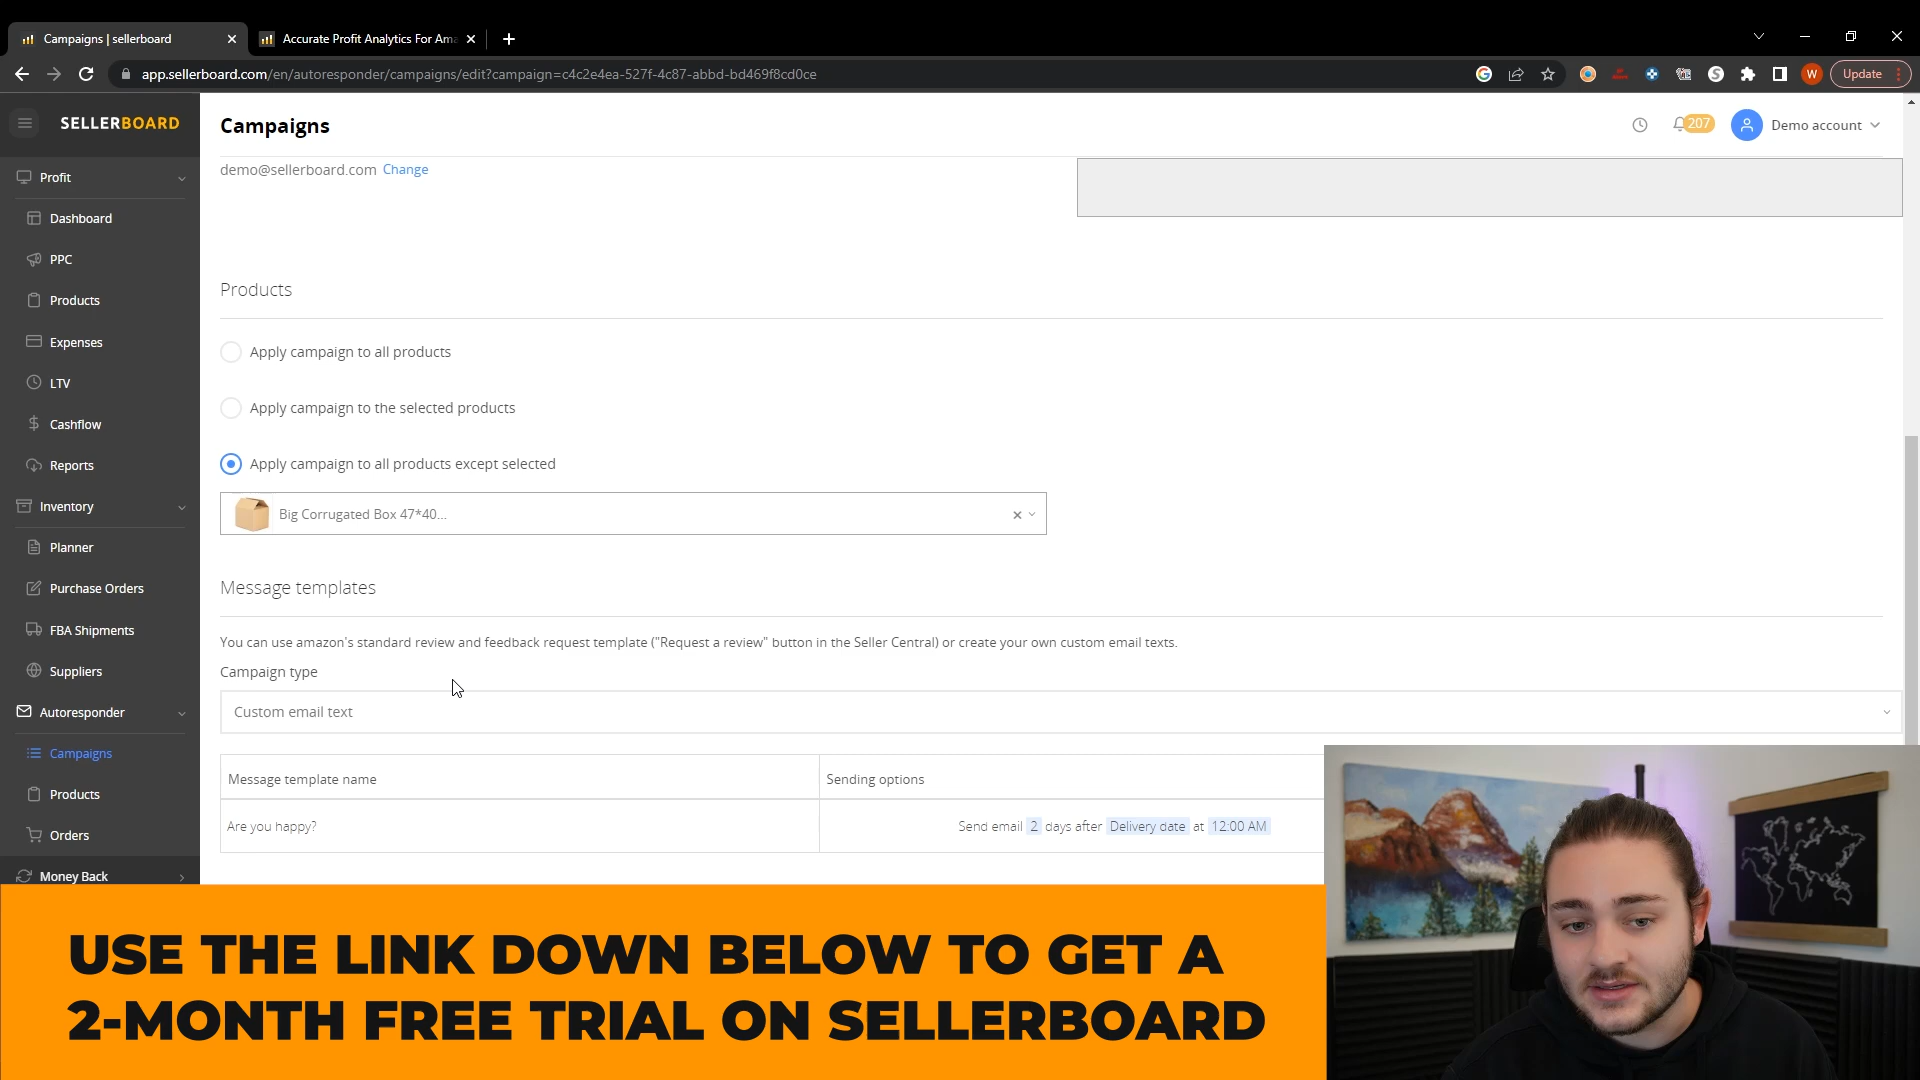 Campaigns | sellerboard
Accurate Profit Analytics For Ama
app.sellerboard.com/en/autoresponder/campaigns/edit?campaign=c4c2e4ea-527f-4c87-abbd-bd469f8cd0ce
W
Update
SELLERBOARD
Campaigns
207
Demo account
demo@sellerboard.com Change
Profit
Dashboard
PPC
Products
Expenses
LTV
Cashflow
Reports
Inventory
Planner
Purchase Orders
FBA Shipments
Suppliers
Autoresponder
Campaigns
Products
Orders
Money Back
Products
Apply campaign to all products
Apply campaign to the selected products
Apply campaign to all products except selected
Big Corrugated Box 47*40...
Message templates
You can use amazon's standard review and feedback request template ("Request a review" button in the Seller Central) or create your own custom email texts.
Campaign type
Custom email text
Message template name
Sending options
Are you happy?
Send email 2 days after Delivery date at 12:00 AM
USE THE LINK DOWN BELOW TO GET A
2-MONTH FREE TRIAL ON SELLERBOARD